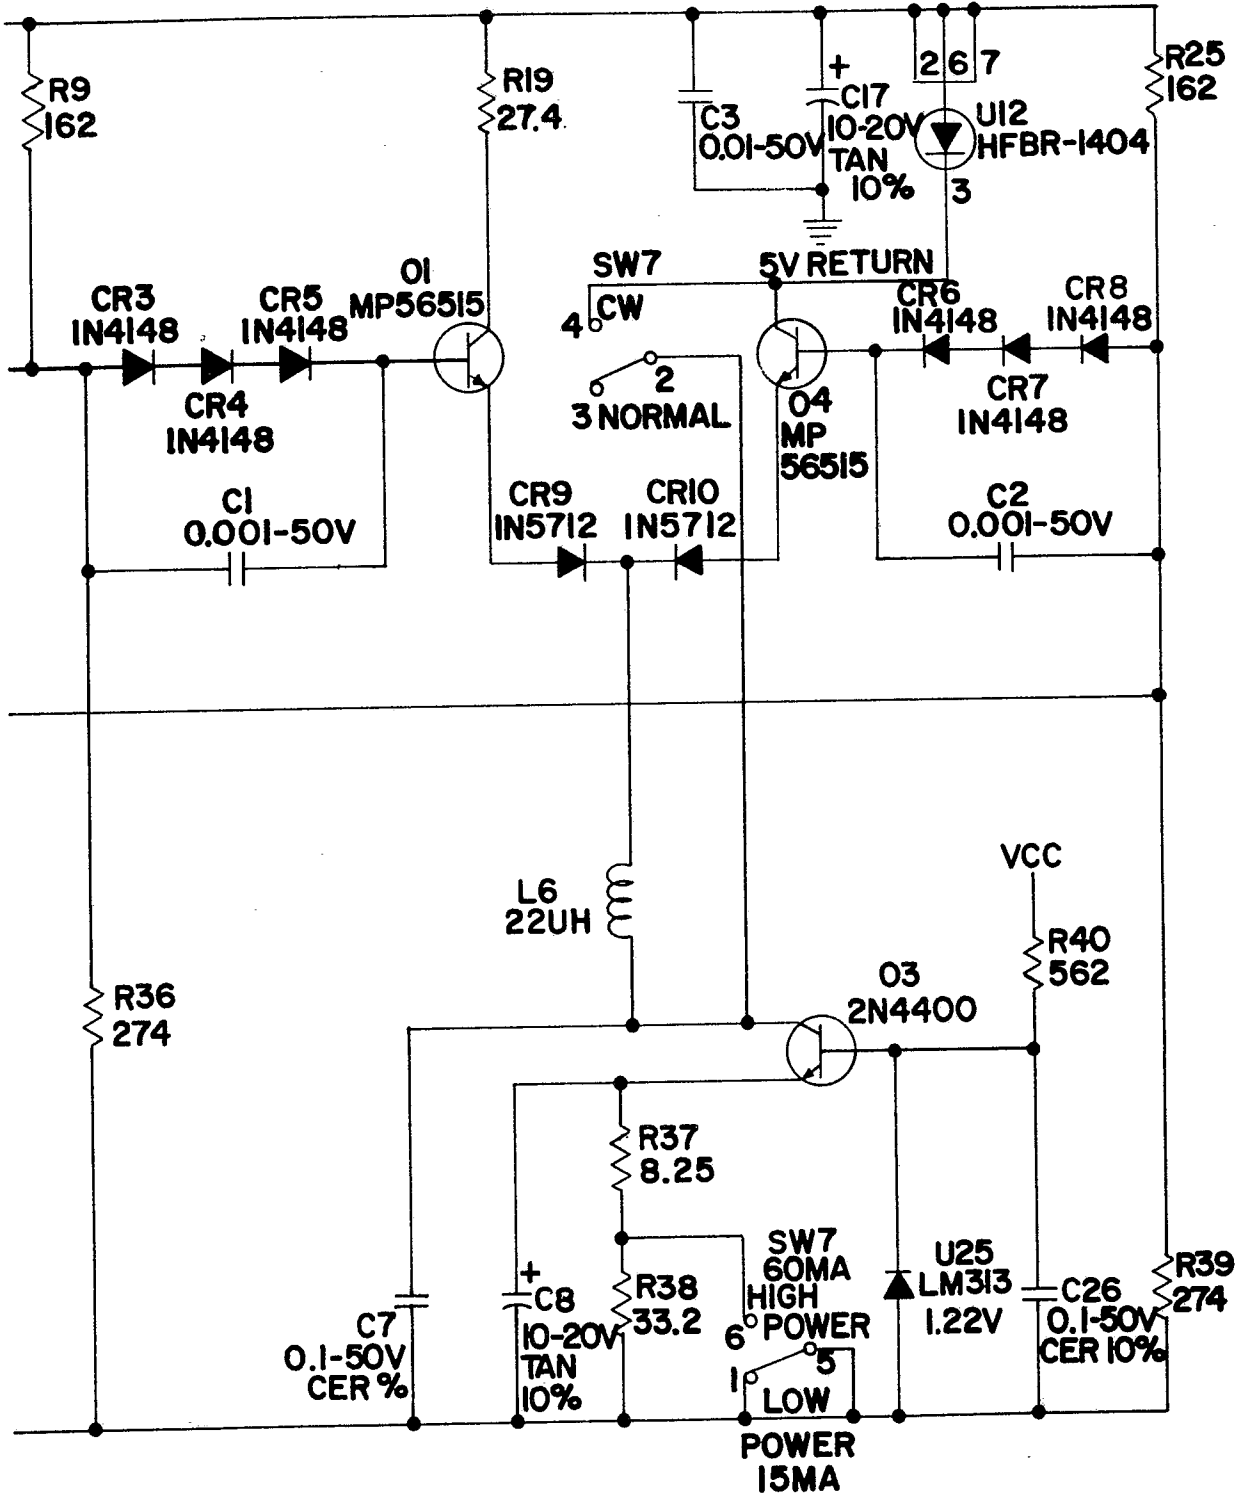 R9
162
R19
27.4
C3
0.01-50V
+
C17
10-20V
TAN
10%
2 6 7
U12
HFBR-1404
3
R25
162
CR3
1N4148
CR5
1N4148
CR4
1N4148
O1
MP56515
SW7
CW
4
2
3 NORMAL
5V RETURN
O4
MP
56515
CR6
1N4148
CR8
1N4148
CR7
1N4148
C1
0.001-50V
CR9
1N5712
CR10
1N5712
C2
0.001-50V
L6
22UH
VCC
R40
562
O3
2N4400
R36
274
R37
8.25
R38
33.2
C7
0.1-50V
CER %
+
C8
10-20V
TAN
10%
SW7
60MA
HIGH
POWER
6
5
1
LOW
POWER
15MA
U25
LM313
1.22V
C26
0.1-50V
CER 10%
R39
274